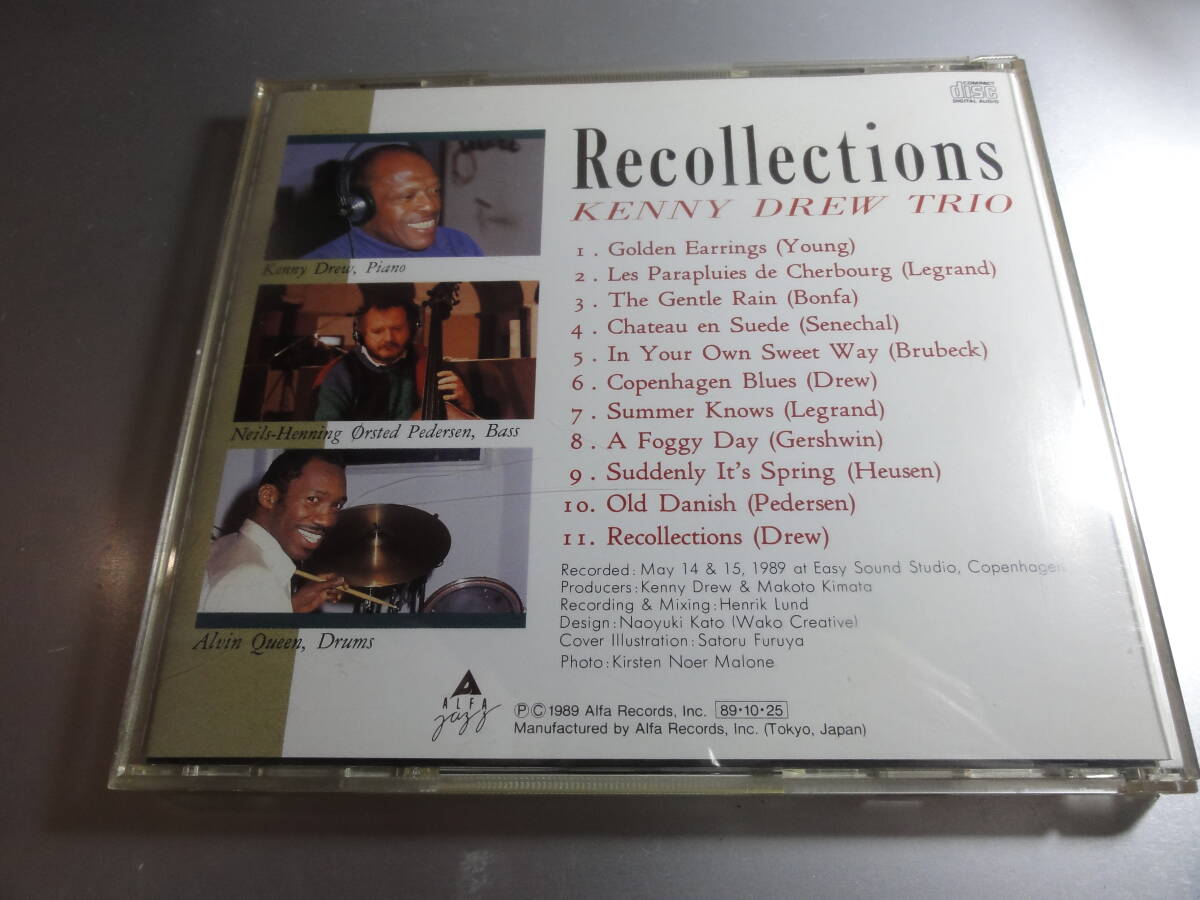 COMPACT
disc
DIGITAL AUDIO
Recollections
KENNY DREW TRIO
Kenny Drew, Piano
Neils-Henning Ørsted Pedersen, Bass
Alvin Queen, Drums
1. Golden Earrings (Young)
2. Les Parapluies de Cherbourg (Legrand)
3. The Gentle Rain (Bonfa)
4. Chateau en Suede (Senechal)
5. In Your Own Sweet Way (Brubeck)
6. Copenhagen Blues (Drew)
7. Summer Knows (Legrand)
8. A Foggy Day (Gershwin)
9. Suddenly It's Spring (Heusen)
10. Old Danish (Pedersen)
11. Recollections (Drew)
Recorded: May 14 & 15, 1989 at Easy Sound Studio, Copenhagen
Producers: Kenny Drew & Makoto Kimata
Recording & Mixing: Henrik Lund
Design: Naoyuki Kato (Wako Creative)
Cover Illustration: Satoru Furuya
Photo: Kirsten Noer Malone
ALFA
jazz
ⓅⒸ1989 Alfa Records, Inc. 89・10・25
Manufactured by Alfa Records, Inc. (Tokyo, Japan)